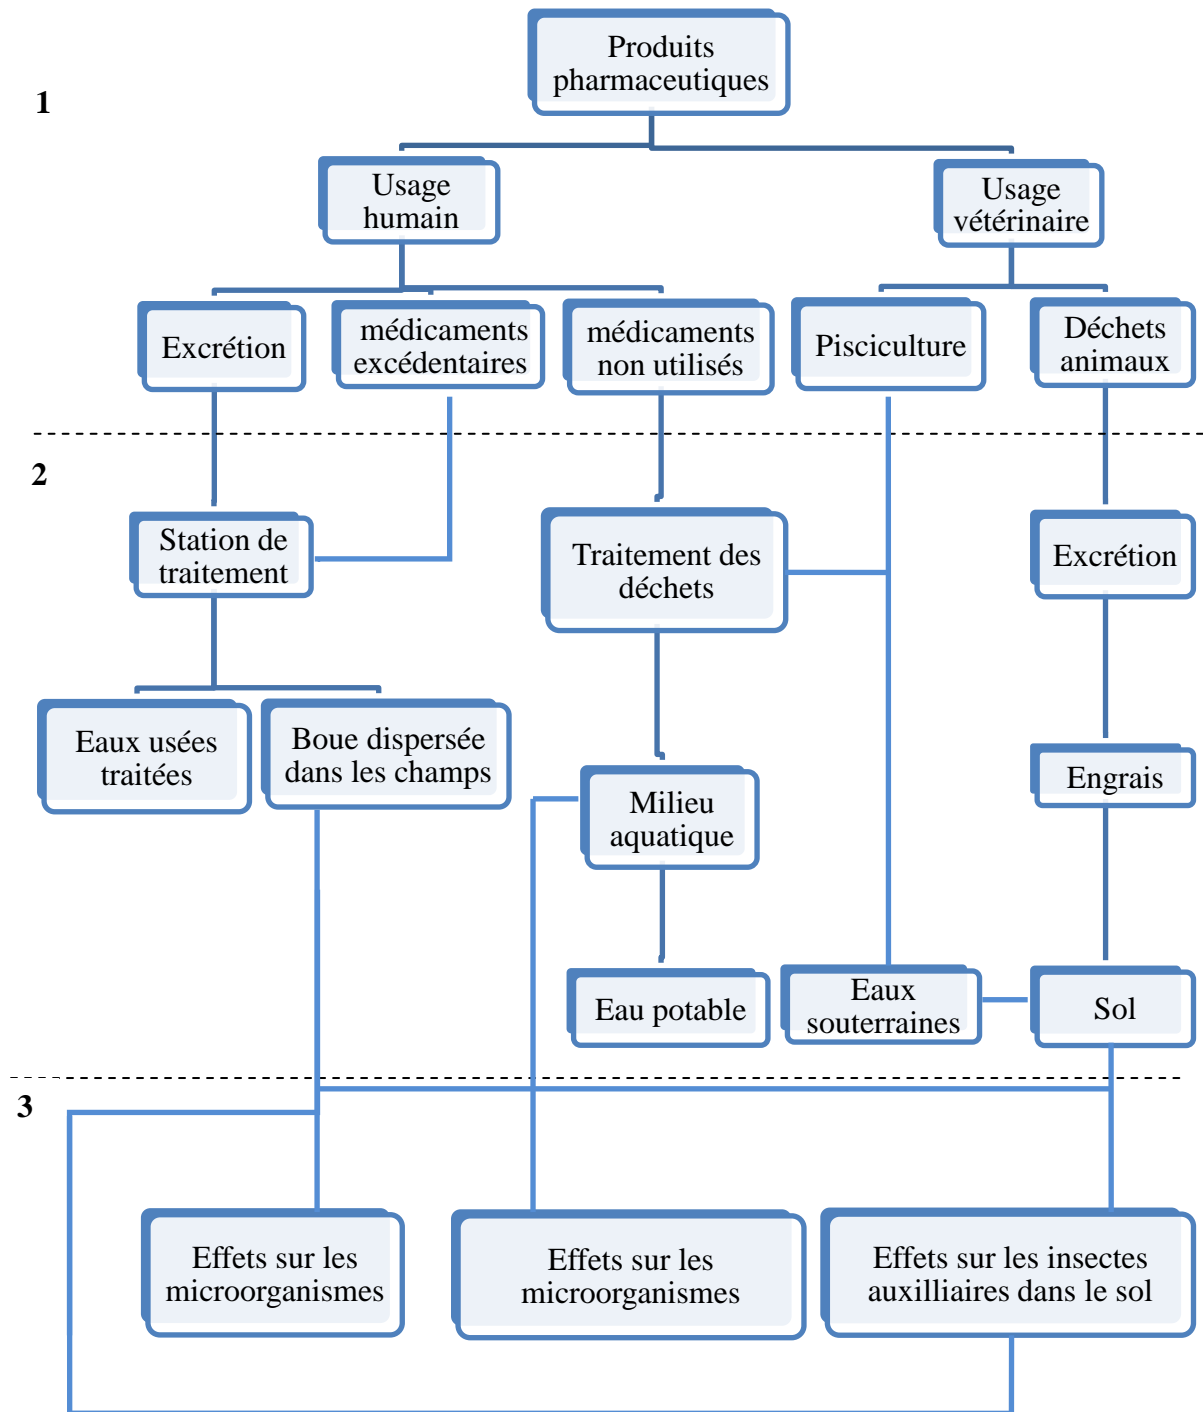 Produits
pharmaceutiques
1
Usage
humain
Usage
vétérinaire
Excrétion
médicaments
excédentaires
médicaments
non utilisés
Pisciculture
Déchets
animaux
2
Station de
traitement
Traitement des
déchets
Excrétion
Eaux usées
traitées
Boue dispersée
dans les champs
Milieu
aquatique
Engrais
Eau potable
Eaux
souterraines
Sol
3
Effets sur les
microorganismes
Effets sur les
microorganismes
Effets sur les insectes
auxilliaires dans le sol